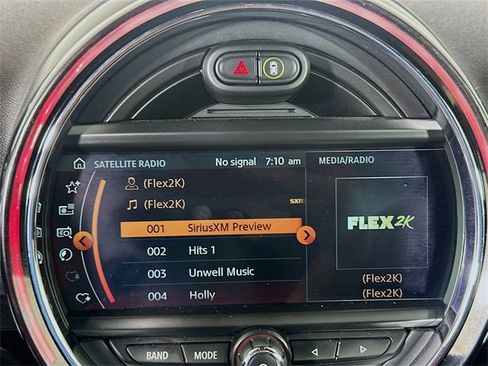 SATELLITE RADIO No signal 7:10 am MEDIA/RADIO
(Flex2K)
(Flex2K) SXM
001 SiriusXM Preview
002 Hits 1
003 Unwell Music
004 Holly
FLEX2K
(Flex2K)
(Flex2K)
BAND MODE